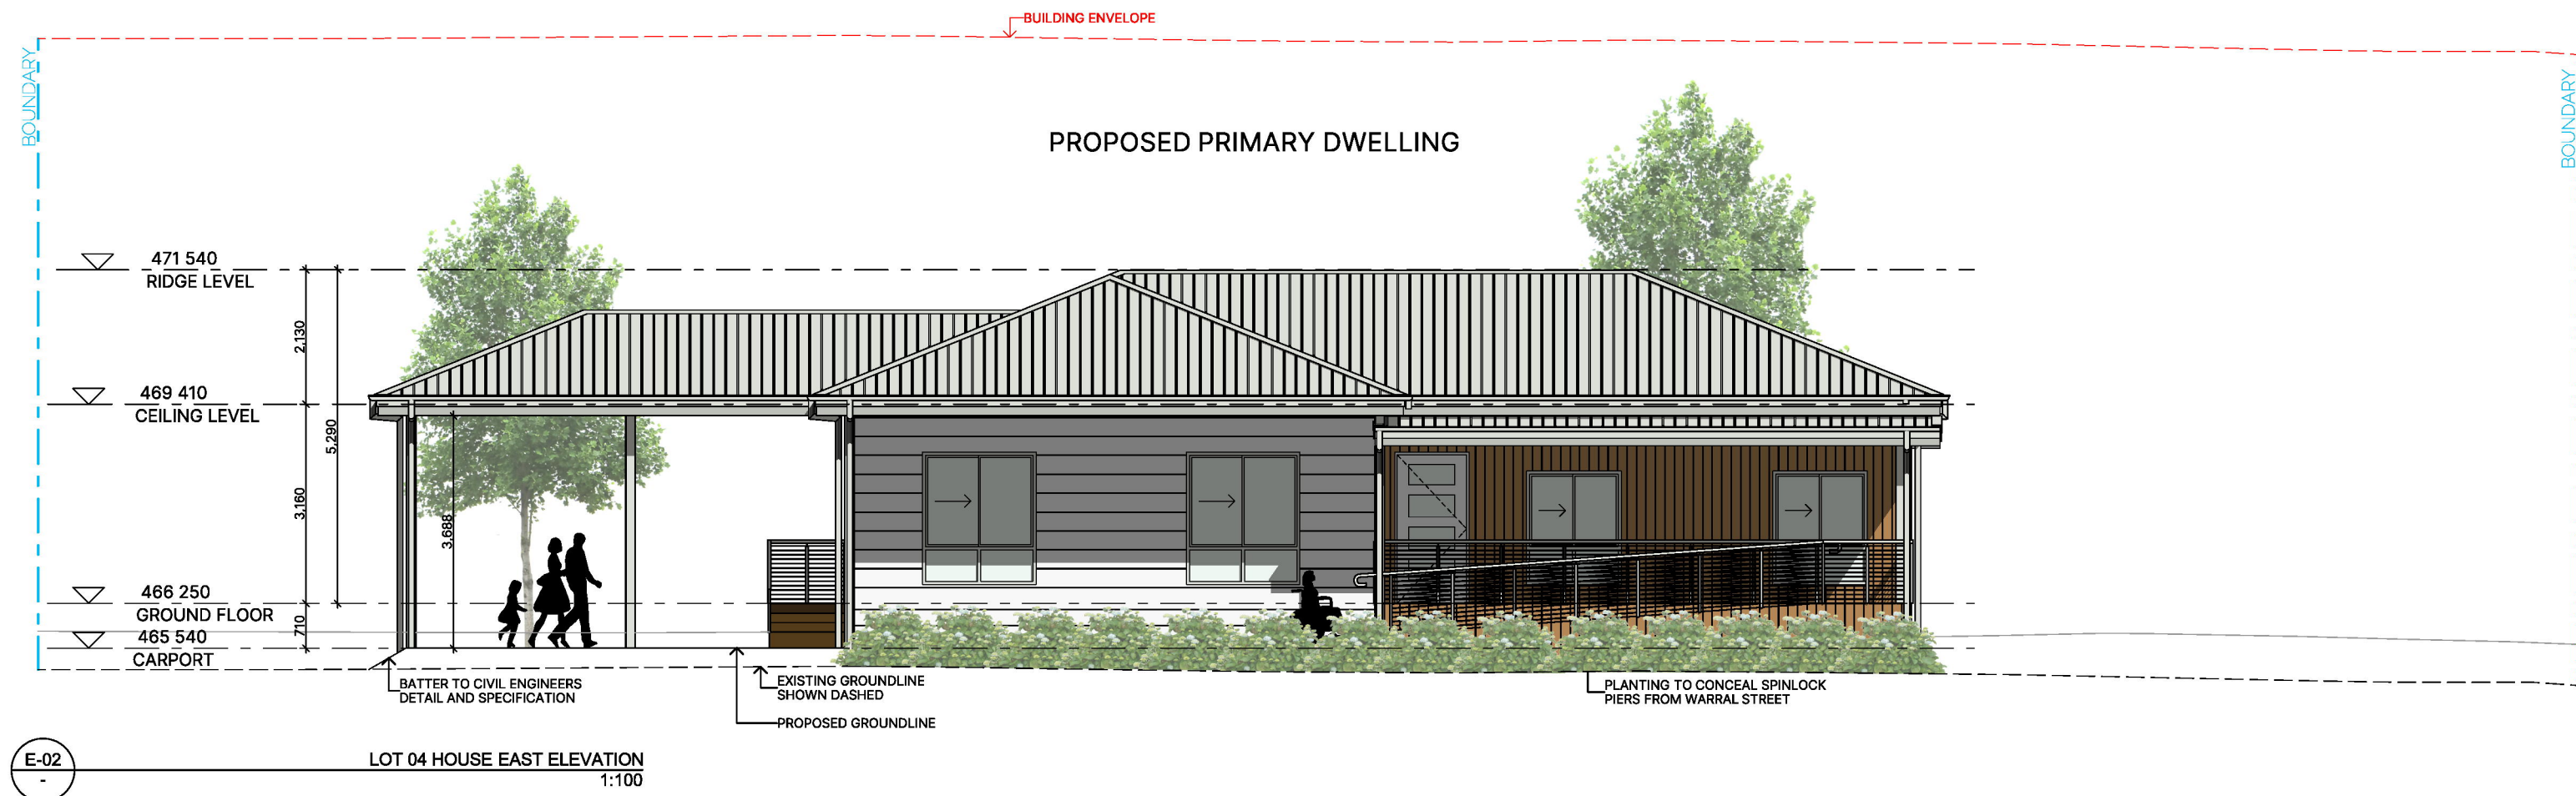 BUILDING ENVELOPE
BOUNDARY
BOUNDARY
PROPOSED PRIMARY DWELLING
471 540
RIDGE LEVEL
2,130
469 410
CEILING LEVEL
5,290
3,160
3,688
466 250
GROUND FLOOR
710
465 540
CARPORT
BATTER TO CIVIL ENGINEERS
DETAIL AND SPECIFICATION
EXISTING GROUNDLINE
SHOWN DASHED
PROPOSED GROUNDLINE
PLANTING TO CONCEAL SPINLOCK
PIERS FROM WARRAL STREET
E-02
-
LOT 04 HOUSE EAST ELEVATION
1:100